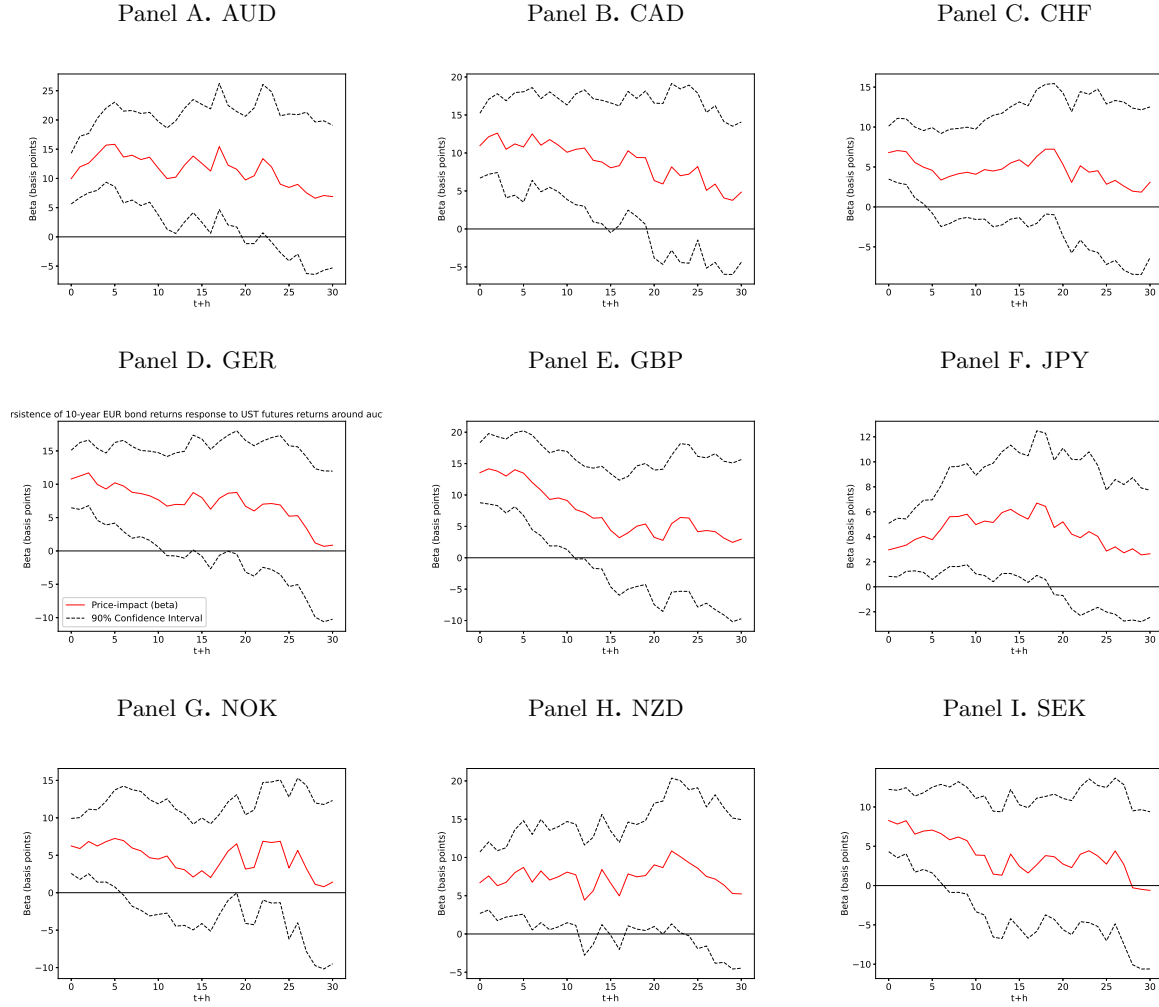 Panel A. AUD
Panel B. CAD
Panel C. CHF
Beta (basis points)
25
20
15
10
5
0
−5
0 5 10 15 20 25 30
t+h
Beta (basis points)
20
15
10
5
0
−5
0 5 10 15 20 25 30
t+h
Beta (basis points)
15
10
5
0
−5
0 5 10 15 20 25 30
t+h
Panel D. GER
Panel E. GBP
Panel F. JPY
rsistence of 10-year EUR bond returns response to UST futures returns around auc
Beta (basis points)
15
10
5
0
−5
−10
Price-impact (beta)
90% Confidence Interval
0 5 10 15 20 25 30
t+h
Beta (basis points)
20
15
10
5
0
−5
−10
0 5 10 15 20 25 30
t+h
Beta (basis points)
12
10
8
6
4
2
0
−2
0 5 10 15 20 25 30
t+h
Panel G. NOK
Panel H. NZD
Panel I. SEK
Beta (basis points)
15
10
5
0
−5
−10
0 5 10 15 20 25 30
t+h
Beta (basis points)
20
15
10
5
0
−5
0 5 10 15 20 25 30
t+h
Beta (basis points)
10
5
0
−5
−10
0 5 10 15 20 25 30
t+h